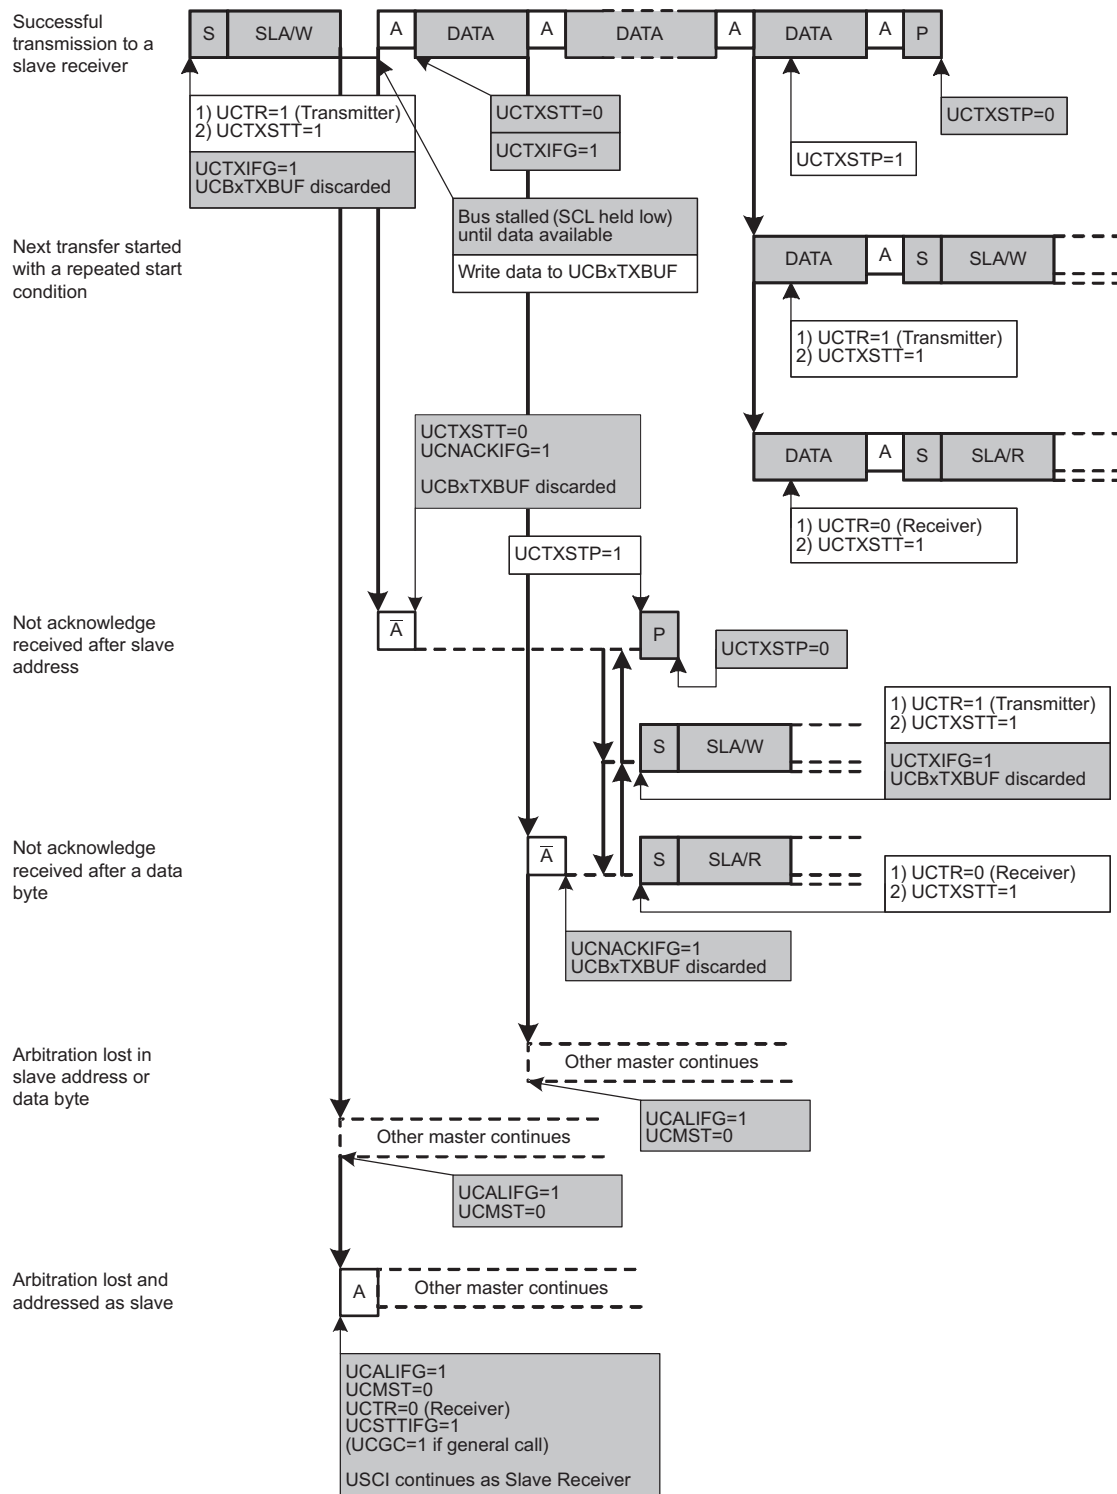 Successful
transmission to a
slave receiver
S SLA/W A DATA A DATA A DATA A P
1) UCTR=1 (Transmitter)
2) UCTXSTT=1
UCTXIFG=1
UCBxTXBUF discarded
UCTXSTT=0
UCTXIFG=1
Bus stalled (SCL held low)
until data available
Write data to UCBxTXBUF
UCTXSTP=1
UCTXSTP=0
Next transfer started
with a repeated start
condition
DATA A S SLA/W
1) UCTR=1 (Transmitter)
2) UCTXSTT=1
DATA A S SLA/R
1) UCTR=0 (Receiver)
2) UCTXSTT=1
UCTXSTT=0
UCNACKIFG=1
UCBxTXBUF discarded
UCTXSTP=1
Not acknowledge
received after slave
address
A̅ P
UCTXSTP=0
S SLA/W
1) UCTR=1 (Transmitter)
2) UCTXSTT=1
UCTXIFG=1
UCBxTXBUF discarded
Not acknowledge
received after a data
byte
A̅ S SLA/R
1) UCTR=0 (Receiver)
2) UCTXSTT=1
UCNACKIFG=1
UCBxTXBUF discarded
Arbitration lost in
slave address or
data byte
Other master continues
UCALIFG=1
UCMST=0
Other master continues
UCALIFG=1
UCMST=0
Arbitration lost and
addressed as slave
A Other master continues
UCALIFG=1
UCMST=0
UCTR=0 (Receiver)
UCSTTIFG=1
(UCGC=1 if general call)
USCI continues as Slave Receiver